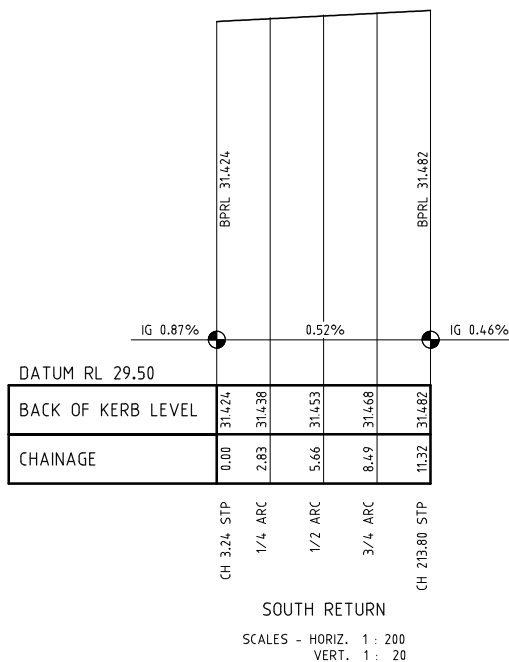 BPRL 31.424
BPRL 31.482
IG 0.87%
0.52%
IG 0.46%
DATUM RL 29.50
BACK OF KERB LEVEL 31.424 31.438 31.453 31.468 31.482
CHAINAGE 0.00 2.83 5.66 8.49 11.32
CH 3.24 STP
1/4 ARC
1/2 ARC
3/4 ARC
CH 213.80 STP
SOUTH RETURN
SCALES - HORIZ. 1 : 200
VERT. 1 : 20